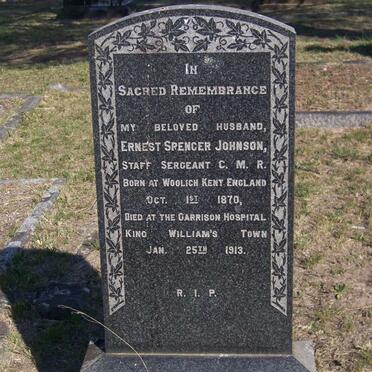 IN
SACRED REMEMBRANCE
OF
MY BELOVED HUSBAND,
ERNEST SPENCER JOHNSON,
STAFF SERGEANT C. M. R.
BORN AT WOOLICH KENT ENGLAND
OCT. 1ST 1870,
DIED AT THE GARRISON HOSPITAL
KING WILLIAM'S TOWN
JAN. 25TH 1913.
R. I. P.